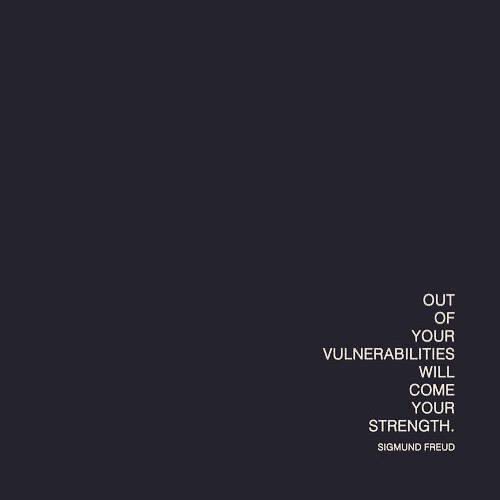 OUT
OF
YOUR
VULNERABILITIES
WILL
COME
YOUR
STRENGTH.
SIGMUND FREUD